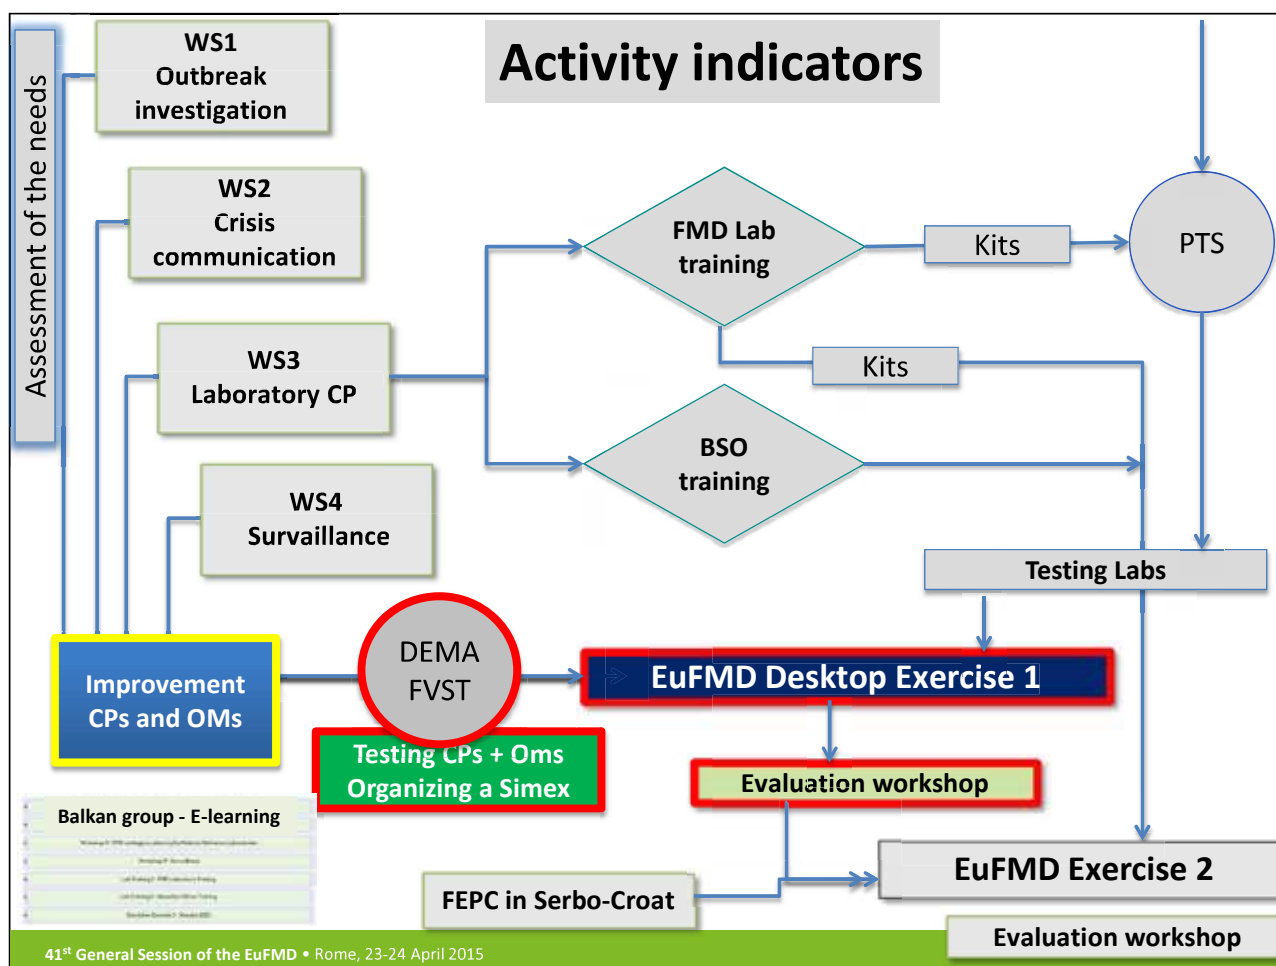 Activity indicators
Assessment of the needs
WS1
Outbreak
investigation
WS2
Crisis
communication
WS3
Laboratory CP
WS4
Survaillance
FMD Lab
training
Kits
PTS
Kits
BSO
training
Testing Labs
Improvement
CPs and OMs
DEMA
FVST
Testing CPs + Oms
Organizing a Simex
EuFMD Desktop Exercise 1
Evaluation workshop
Balkan group - E-learning
FEPC in Serbo-Croat
EuFMD Exercise 2
Evaluation workshop
41st General Session of the EuFMD • Rome, 23-24 April 2015